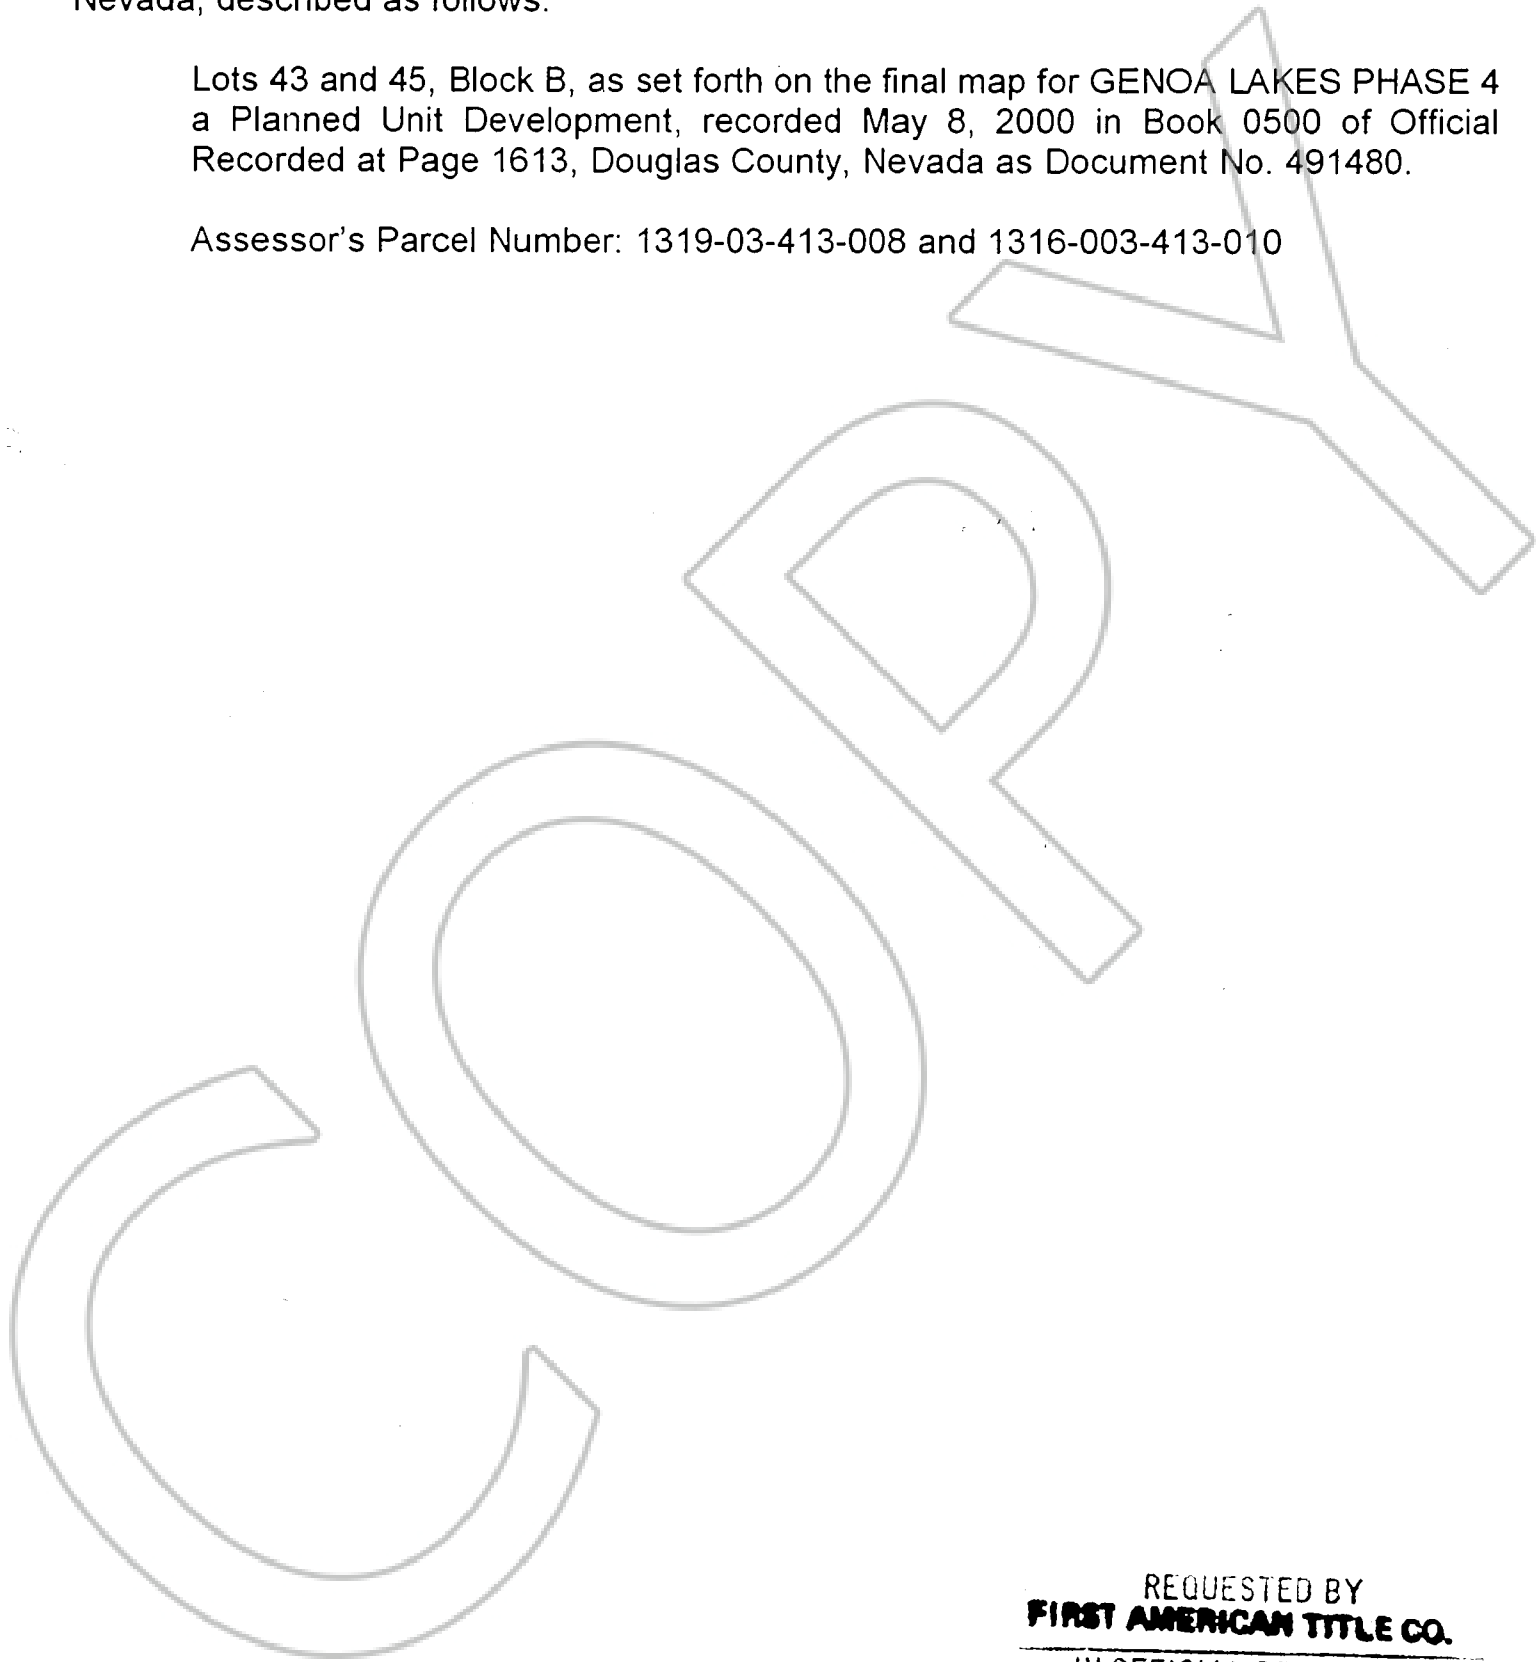 Nevada, described as follows:
Lots 43 and 45, Block B, as set forth on the final map for GENOA LAKES PHASE 4
a Planned Unit Development, recorded May 8, 2000 in Book 0500 of Official
Recorded at Page 1613, Douglas County, Nevada as Document No. 491480.
Assessor's Parcel Number: 1319-03-413-008 and 1316-003-413-010
COPY
REQUESTED BY
FIRST AMERICAN TITLE CO.